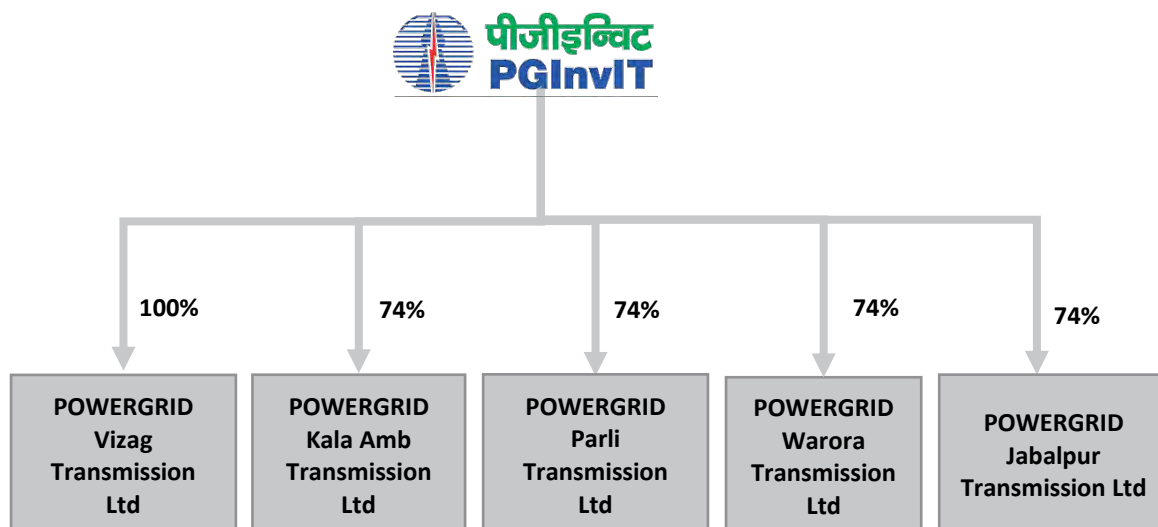 पीजीइन्विट
PGInvIT
100%
74%
74%
74%
74%
POWERGRID
Vizag
Transmission
Ltd
POWERGRID
Kala Amb
Transmission
Ltd
POWERGRID
Parli
Transmission
Ltd
POWERGRID
Warora
Transmission
Ltd
POWERGRID
Jabalpur
Transmission Ltd